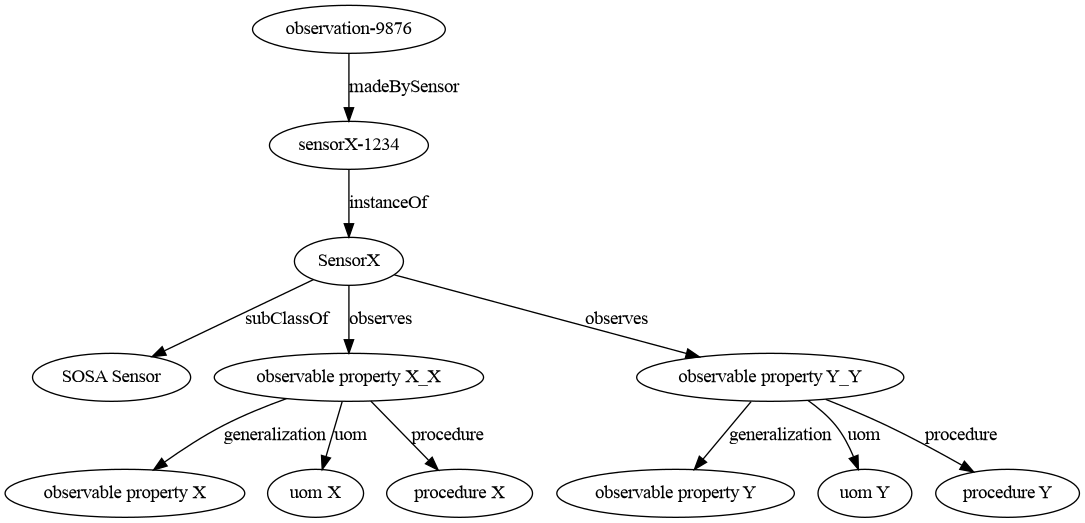 observation-9876
madeBySensor
sensorX-1234
instanceOf
SensorX
subClassOf
observes
observes
SOSA Sensor
observable property X_X
observable property Y_Y
generalization
uom
procedure
generalization
uom
procedure
observable property X
uom X
procedure X
observable property Y
uom Y
procedure Y